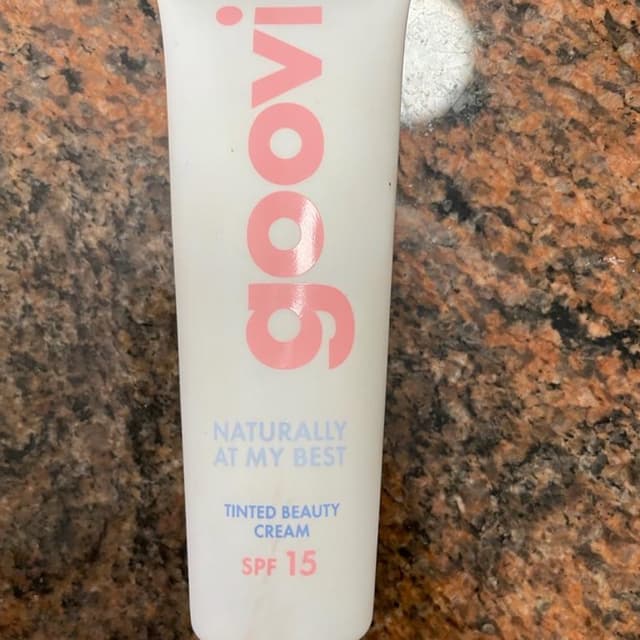 goovi
NATURALLY
AT MY BEST
TINTED BEAUTY
CREAM
SPF 15